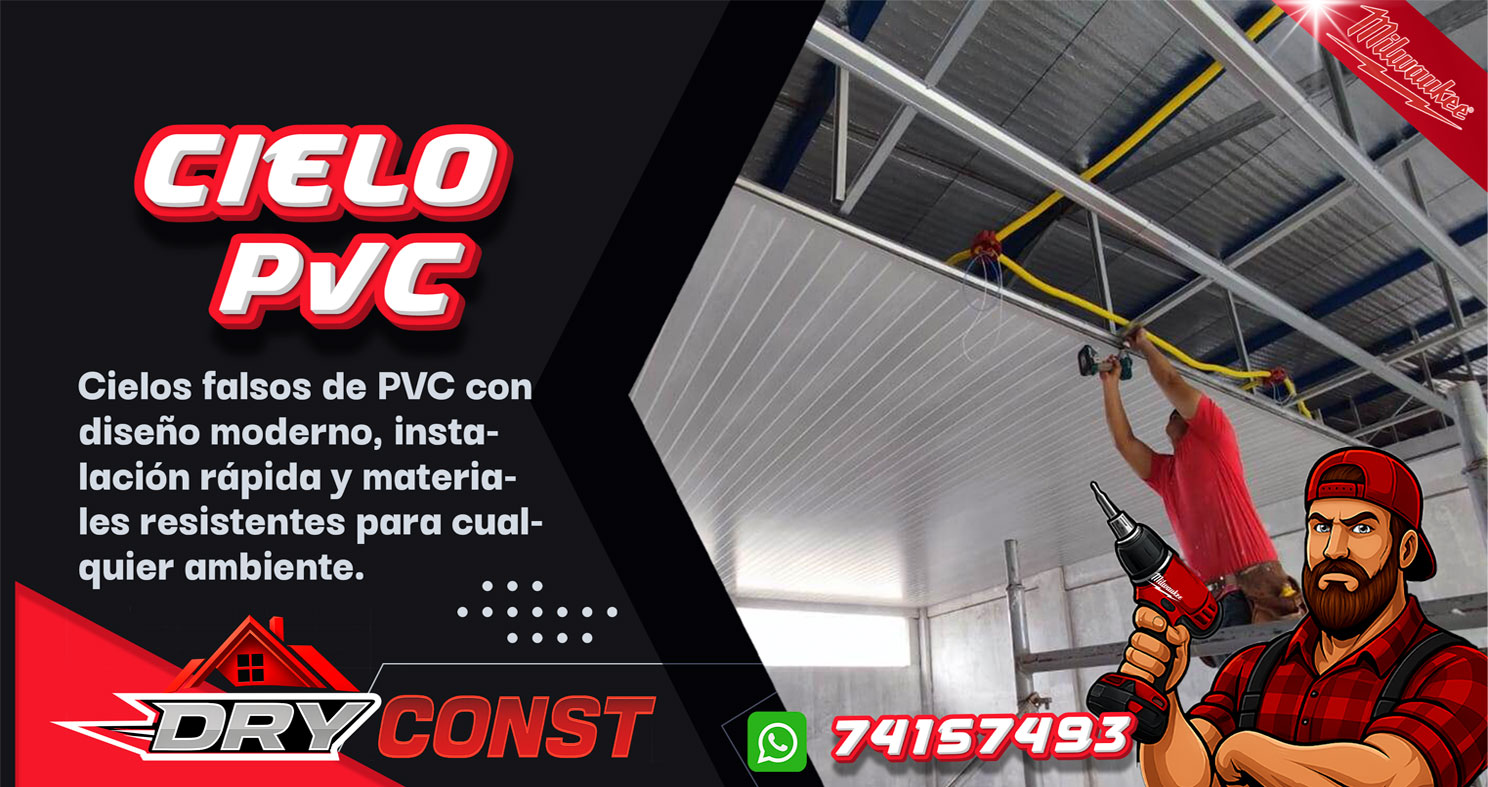 Milwaukee
CIELO
PVC
Cielos falsos de PVC con
diseño moderno, insta-
lación rápida y materia-
les resistentes para cual-
quier ambiente.
Milwaukee
DRY CONST
74157493